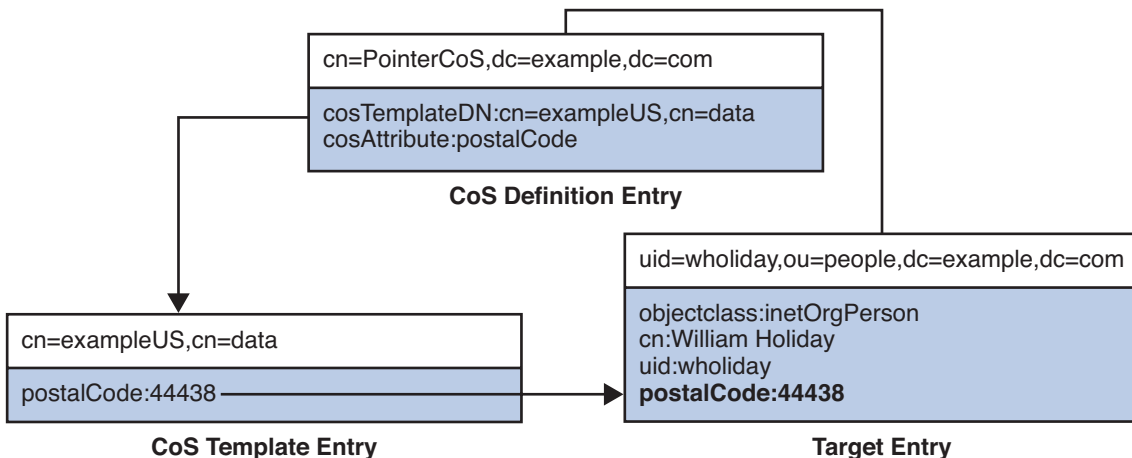 cn=PointerCoS,dc=example,dc=com
cosTemplateDN:cn=exampleUS,cn=data
cosAttribute:postalCode
CoS Definition Entry
uid=wholiday,ou=people,dc=example,dc=com
objectclass:inetOrgPerson
cn:William Holiday
uid:wholiday
postalCode:44438
Target Entry
cn=exampleUS,cn=data
postalCode:44438
CoS Template Entry